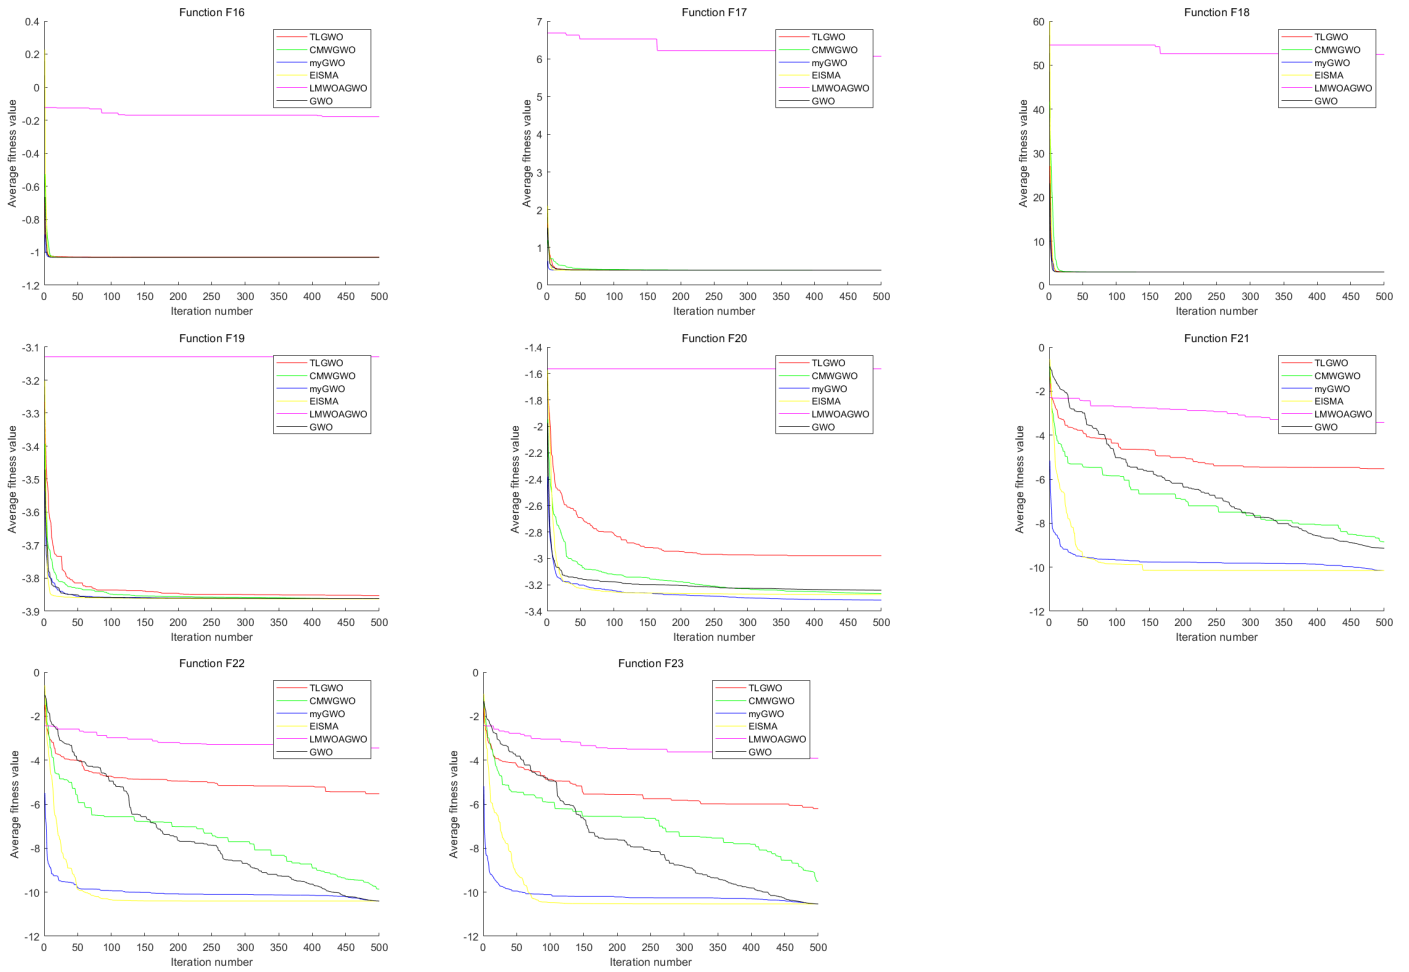 Function F16
Average fitness value
0.4
0.2
0
-0.2
-0.4
-0.6
-0.8
-1
-1.2
0 50 100 150 200 250 300 350 400 450 500
Iteration number
TLGWO
CMWGWO
myGWO
EISMA
LMWOAGWO
GWO
Function F17
Average fitness value
7
6
5
4
3
2
1
0
0 50 100 150 200 250 300 350 400 450 500
Iteration number
TLGWO
CMWGWO
myGWO
EISMA
LMWOAGWO
GWO
Function F18
Average fitness value
60
50
40
30
20
10
0
0 50 100 150 200 250 300 350 400 450 500
Iteration number
TLGWO
CMWGWO
myGWO
EISMA
LMWOAGWO
GWO
Function F19
Average fitness value
-3.1
-3.2
-3.3
-3.4
-3.5
-3.6
-3.7
-3.8
-3.9
0 50 100 150 200 250 300 350 400 450 500
Iteration number
TLGWO
CMWGWO
myGWO
EISMA
LMWOAGWO
GWO
Function F20
Average fitness value
-1.4
-1.6
-1.8
-2
-2.2
-2.4
-2.6
-2.8
-3
-3.2
-3.4
0 50 100 150 200 250 300 350 400 450 500
Iteration number
TLGWO
CMWGWO
myGWO
EISMA
LMWOAGWO
GWO
Function F21
Average fitness value
0
-2
-4
-6
-8
-10
-12
0 50 100 150 200 250 300 350 400 450 500
Iteration number
TLGWO
CMWGWO
myGWO
EISMA
LMWOAGWO
GWO
Function F22
Average fitness value
0
-2
-4
-6
-8
-10
-12
0 50 100 150 200 250 300 350 400 450 500
Iteration number
TLGWO
CMWGWO
myGWO
EISMA
LMWOAGWO
GWO
Function F23
Average fitness value
0
-2
-4
-6
-8
-10
-12
0 50 100 150 200 250 300 350 400 450 500
Iteration number
TLGWO
CMWGWO
myGWO
EISMA
LMWOAGWO
GWO